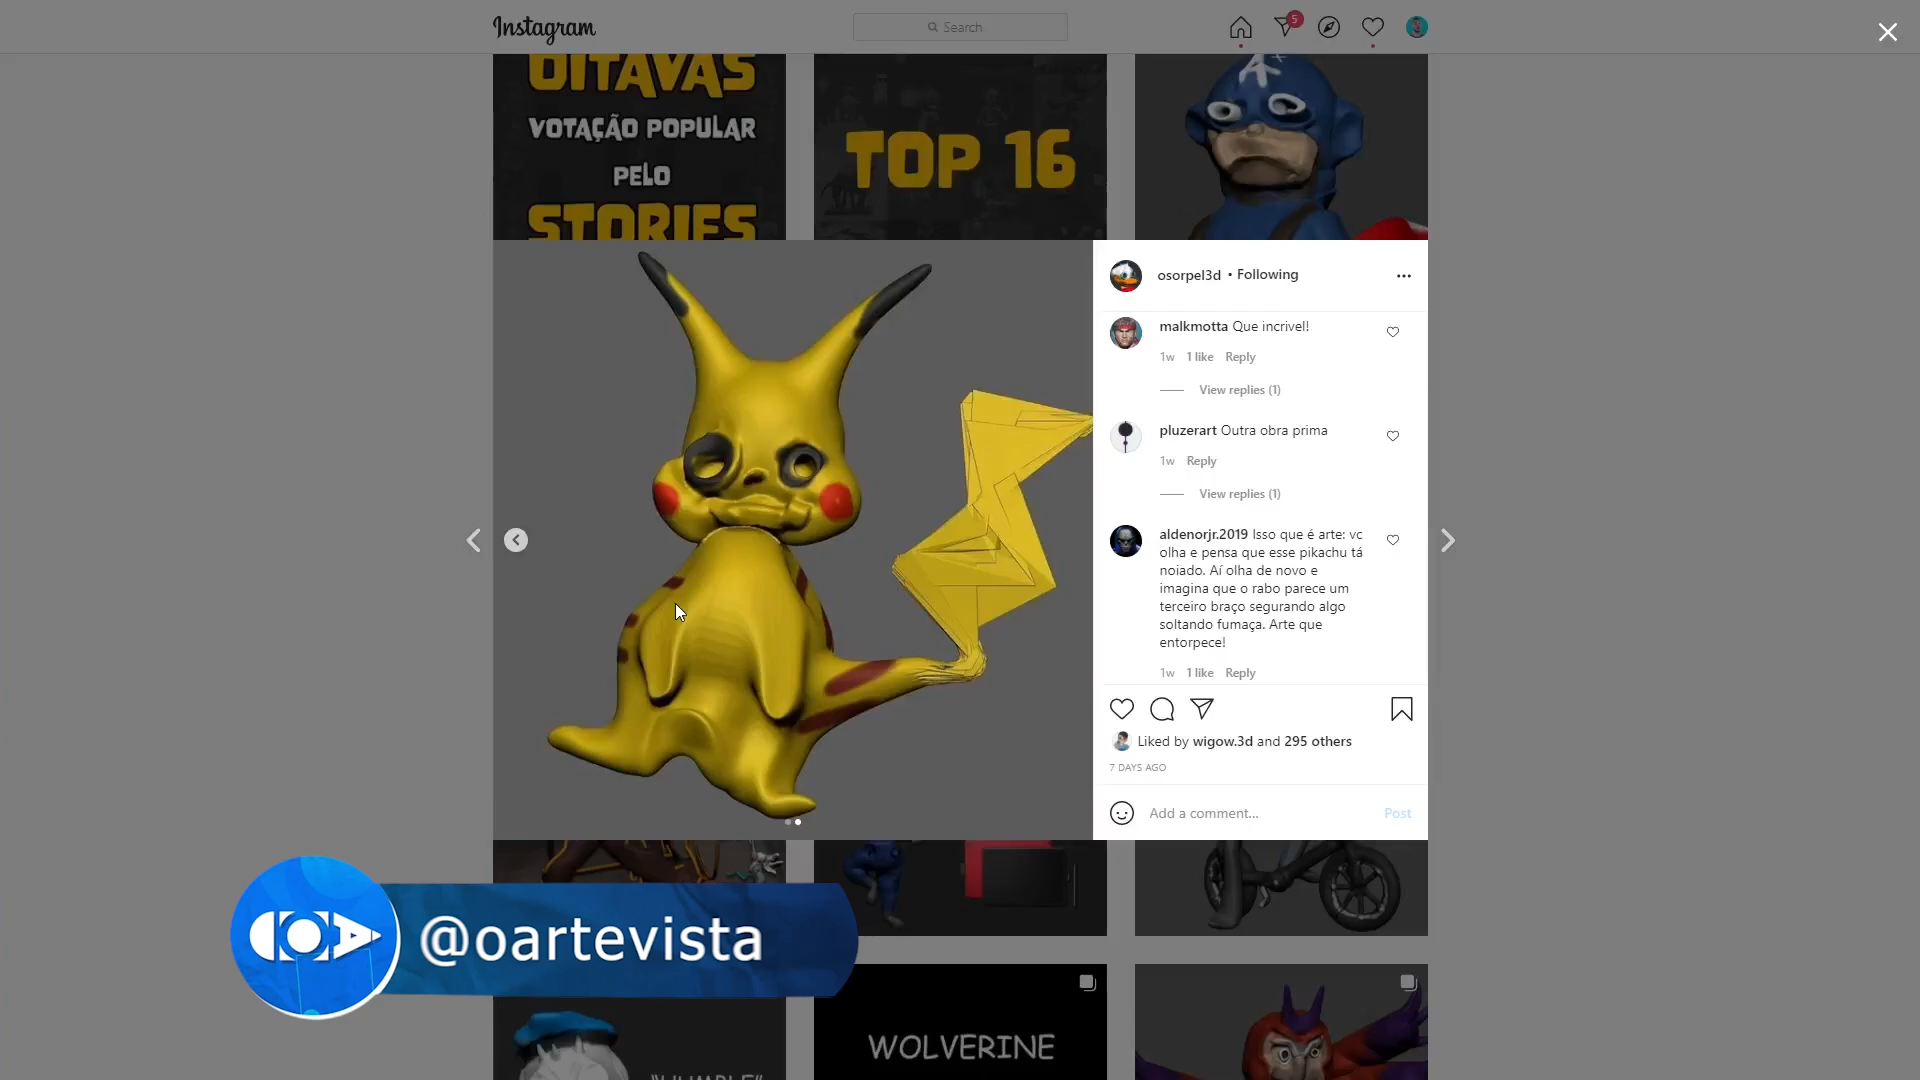 Instagram
Search
5
OITAVAS
VOTAÇÃO POPULAR
PELO
STORIES
TOP 16
A
osorpel3d • Following
malkmotta Que incrivel!
1w 1 like Reply
View replies (1)
pluzerart Outra obra prima
1w Reply
View replies (1)
aldenorjr.2019 Isso que é arte: vc
olha e pensa que esse pikachu tá
noiado. Aí olha de novo e
imagina que o rabo parece um
terceiro braço segurando algo
soltando fumaça. Arte que
entorpece!
1w 1 like Reply
Liked by wigow.3d and 295 others
7 DAYS AGO
Add a comment... Post
@oartevista
WOLVERINE